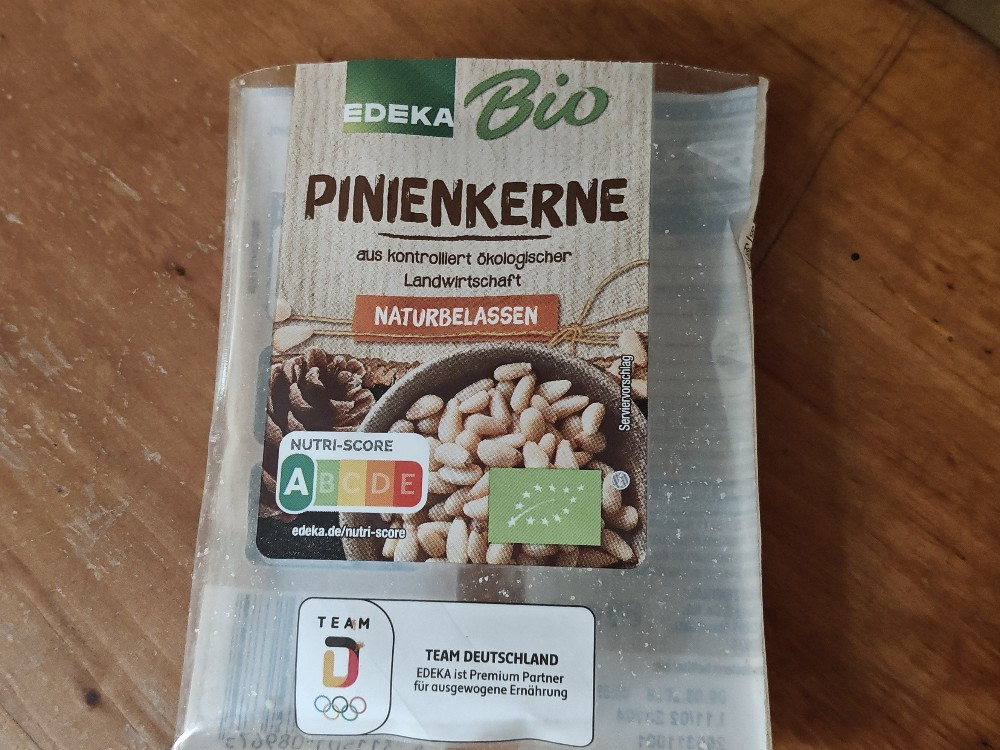 EDEKA Bio
PINIENKERNE
aus kontrolliert ökologischer
Landwirtschaft
NATURBELASSEN
Serviervorschlag
NUTRI-SCORE
ABCDE
edeka.de/nutri-score
TEAM
D
TEAM DEUTSCHLAND
EDEKA ist Premium Partner
für ausgewogene Ernährung